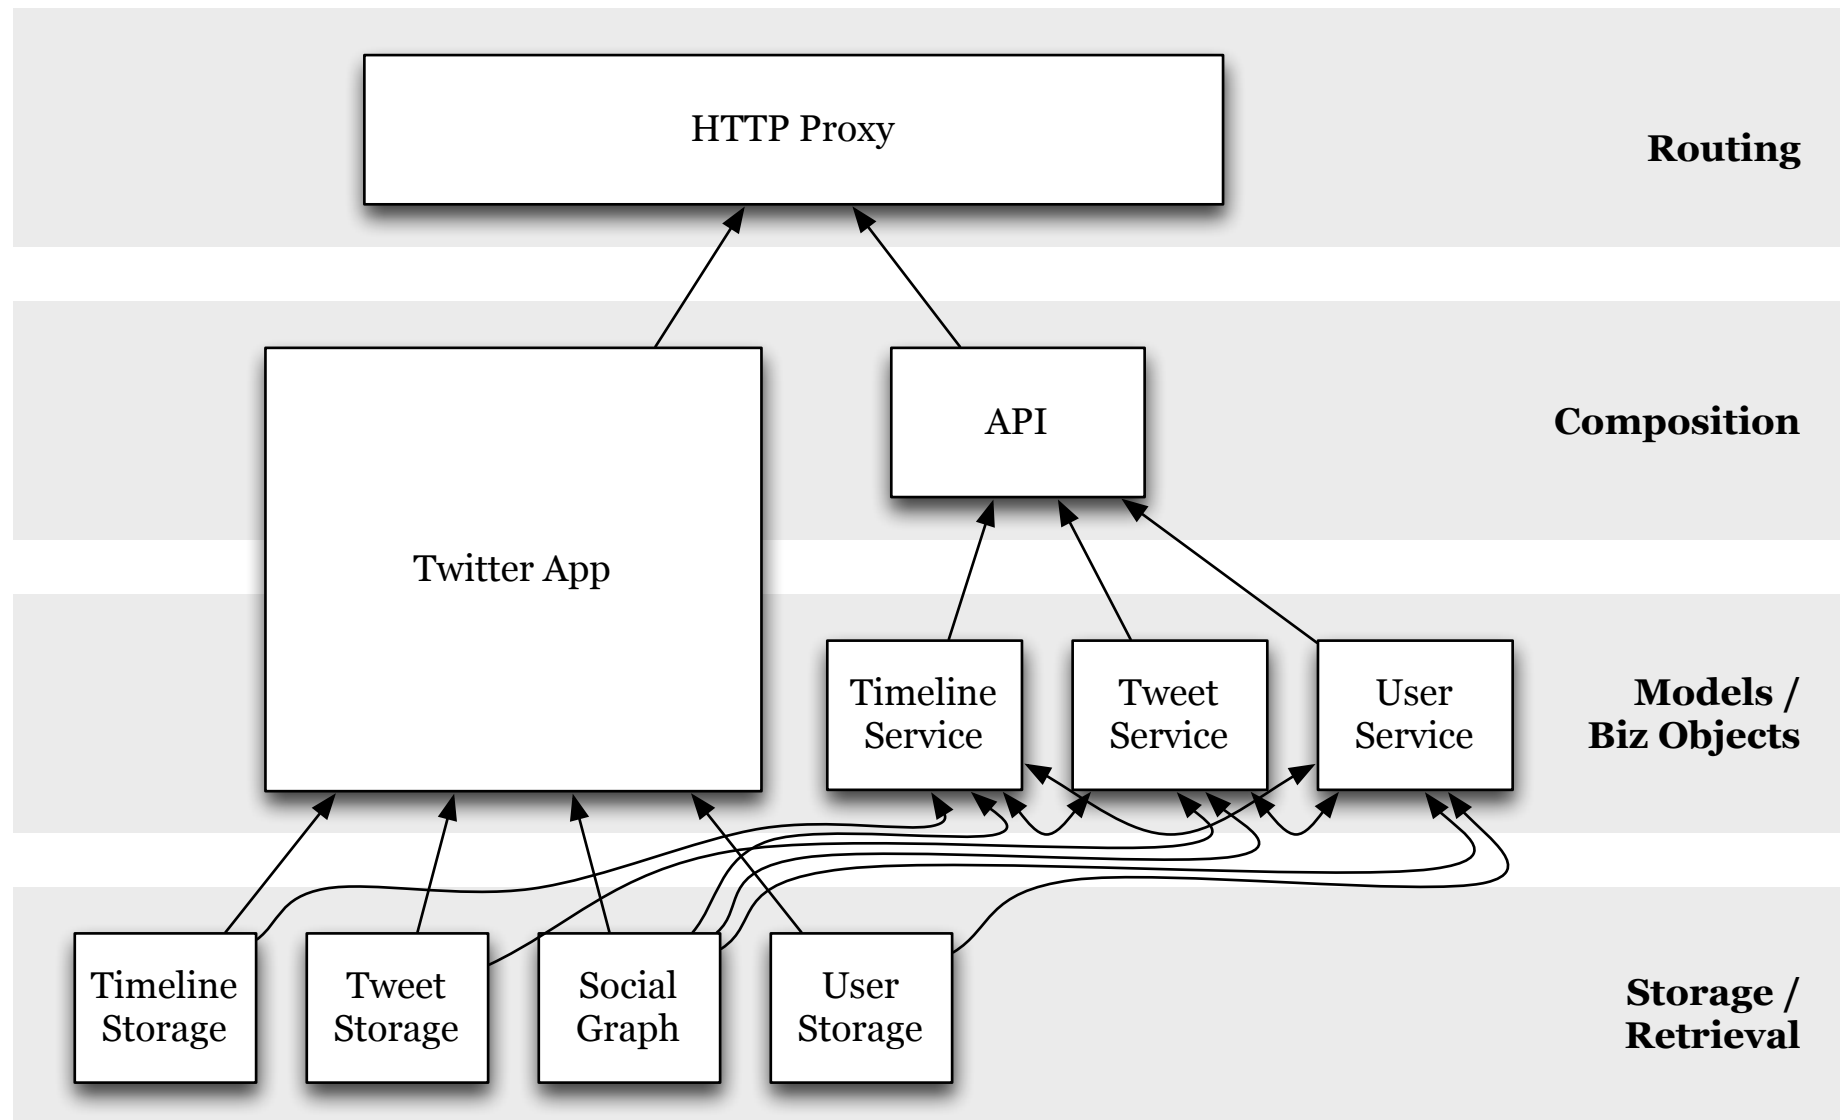 HTTP Proxy
Routing
API
Composition
Twitter App
Timeline
Service
Tweet
Service
User
Service
Models /
Biz Objects
Timeline
Storage
Tweet
Storage
Social
Graph
User
Storage
Storage /
Retrieval